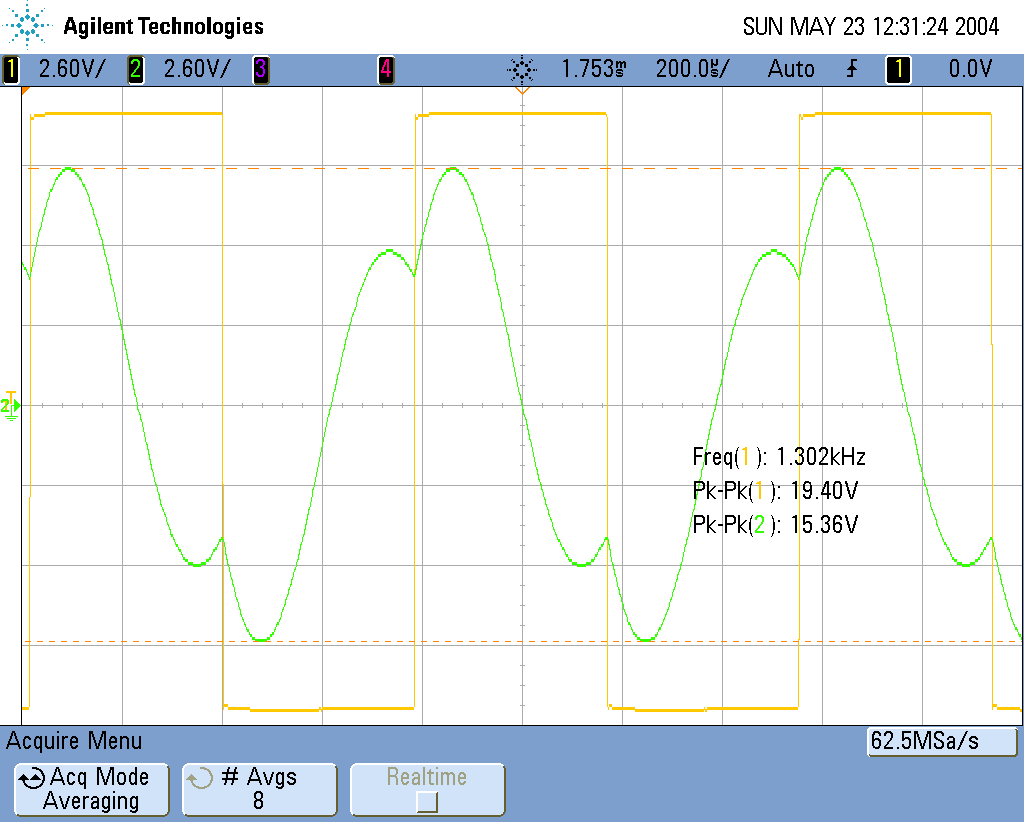 Agilent Technologies SUN MAY 23 12:31:24 2004
1 2.60V/ 2 2.60V/ 3 4 1.753ms 200.0us/ Auto 1 0.0V
T
2
Freq(1): 1.302kHz
Pk-Pk(1): 19.40V
Pk-Pk(2): 15.36V
Acquire Menu 62.5MSa/s
Acq Mode # Avgs Realtime
Averaging 8